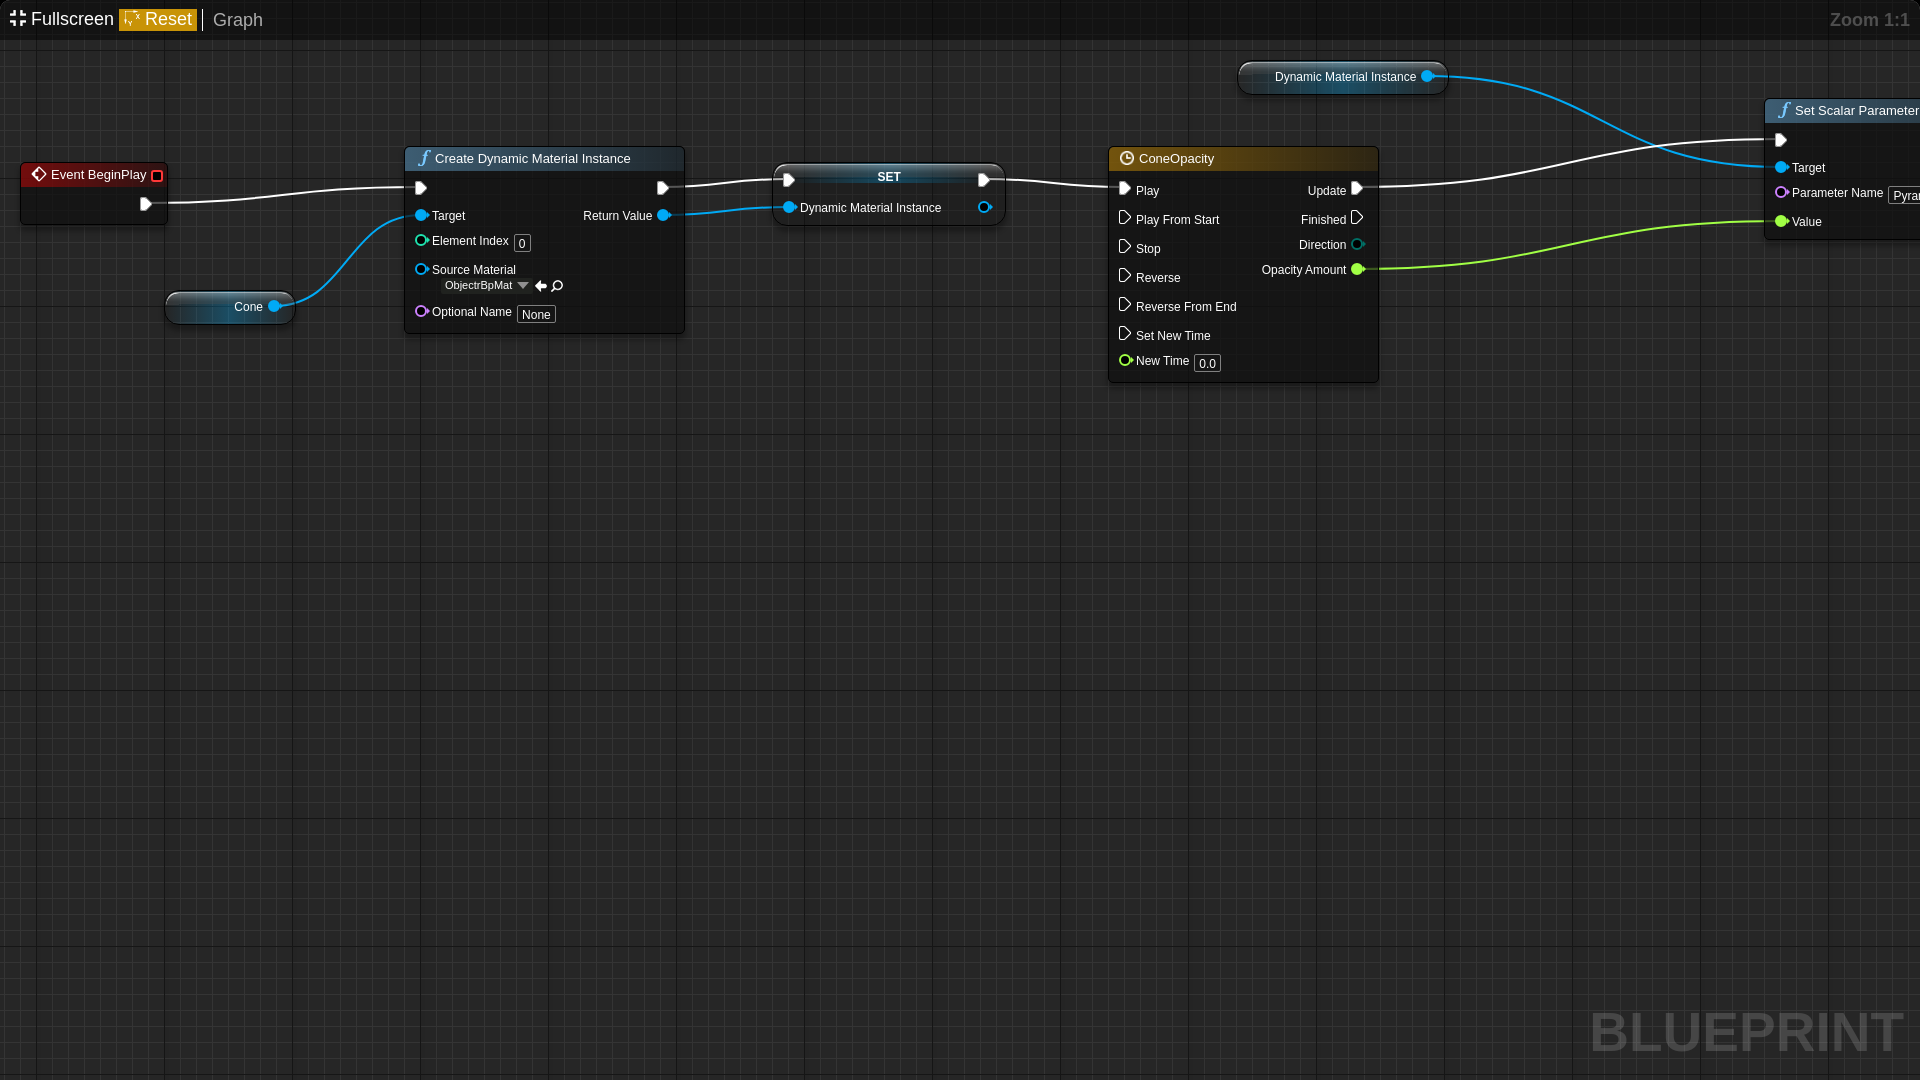 Fullscreen Reset Graph
Zoom 1:1
Dynamic Material Instance
Set Scalar Parameter
Target
Parameter Name
Value
Event BeginPlay
Create Dynamic Material Instance
Target
Return Value
Element Index 0
Source Material
ObjectrBpMat
Optional Name None
Cone
SET
Dynamic Material Instance
ConeOpacity
Play Update
Play From Start Finished
Stop Direction
Reverse Opacity Amount
Reverse From End
Set New Time
New Time 0.0
BLUEPRINT